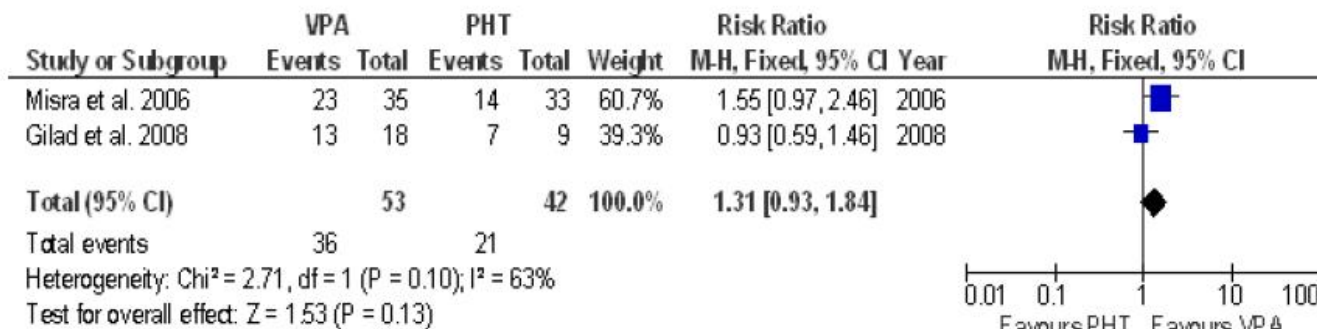 VPA PHT Risk Ratio Risk Ratio
Study or Subgroup Events Total Events Total Weight M-H, Fixed, 95% CI Year M-H, Fixed, 95% CI
Misra et al. 2006 23 35 14 33 60.7% 1.55 [0.97, 2.46] 2006
Gilad et al. 2008 13 18 7 9 39.3% 0.93 [0.59, 1.46] 2008
Total (95% CI) 53 42 100.0% 1.31 [0.93, 1.84]
Total events 36 21
Heterogeneity: Chi² = 2.71, df = 1 (P = 0.10); I² = 63%
Test for overall effect: Z = 1.53 (P = 0.13)
0.01 0.1 1 10 100
Favours PHT Favours VPA